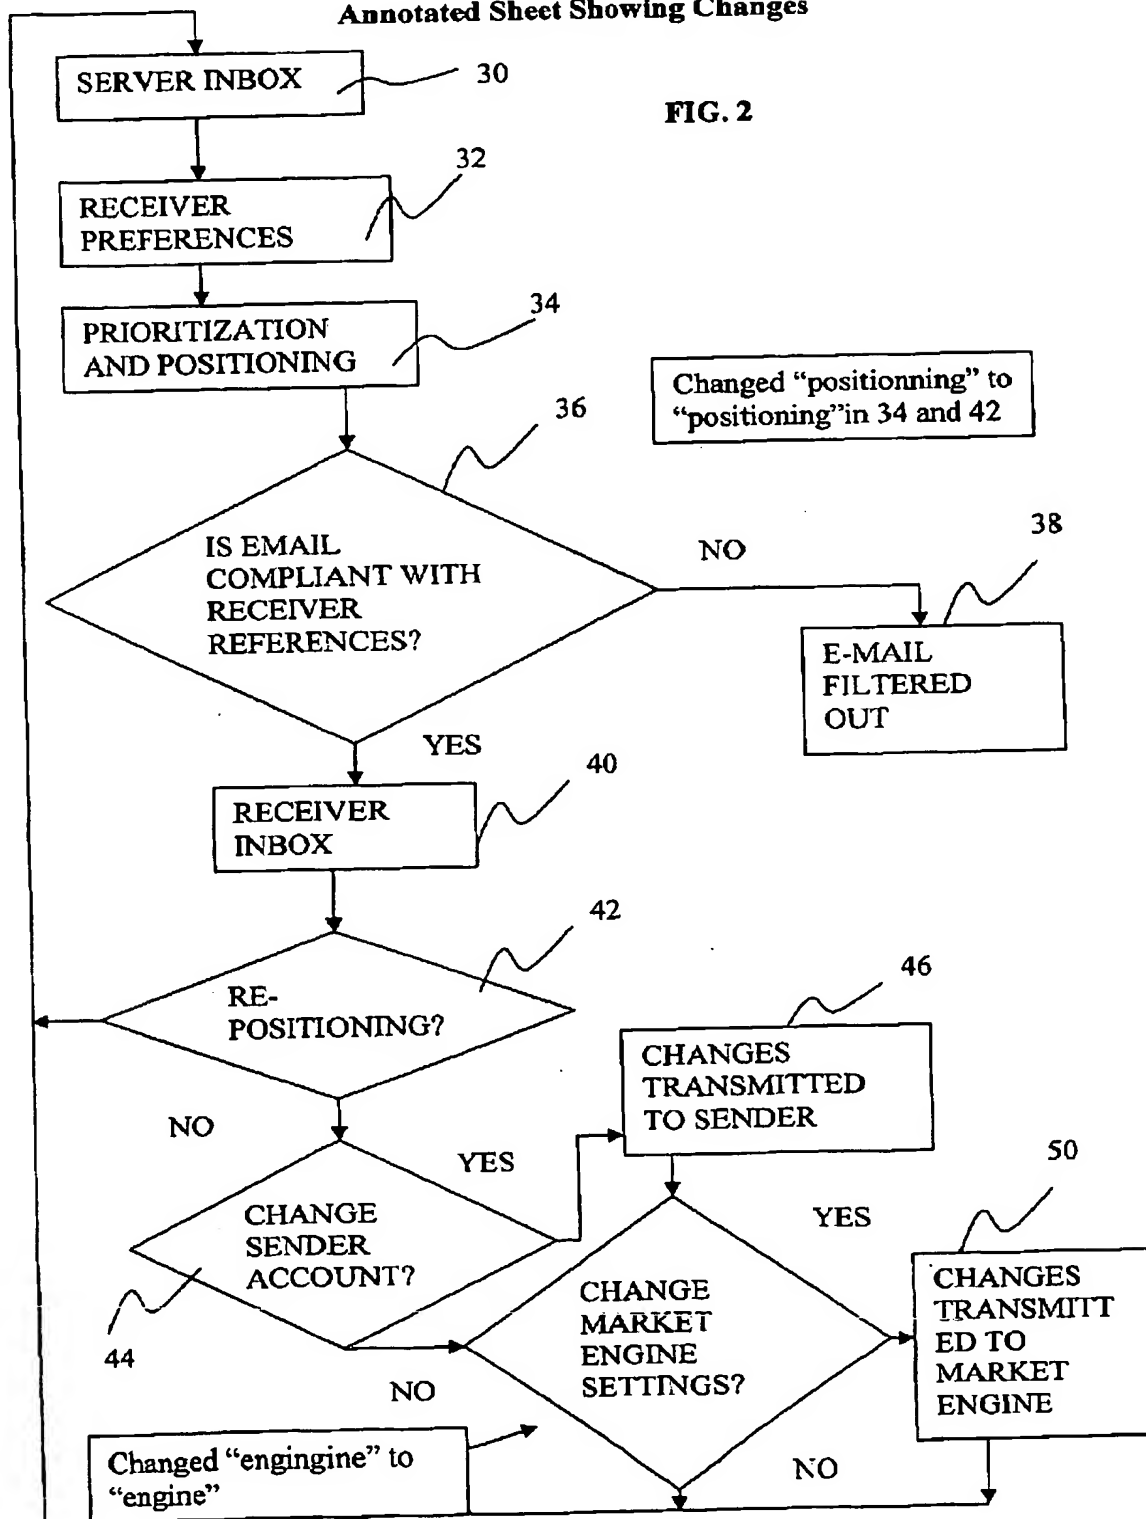 Annotated Sheet Showing Changes
SERVER INBOX
30
FIG. 2
32
RECEIVER
PREFERENCES
34
PRIORITIZATION
AND POSITIONING
Changed “positionning” to
“positioning”in 34 and 42
36
38
IS EMAIL
COMPLIANT WITH
RECEIVER
REFERENCES?
NO
E-MAIL
FILTERED
OUT
YES
40
RECEIVER
INBOX
42
RE-
POSITIONING?
46
CHANGES
TRANSMITTED
TO SENDER
NO
YES
50
YES
CHANGE
SENDER
ACCOUNT?
44
CHANGE
MARKET
ENGINE
SETTINGS?
CHANGES
TRANSMITT
ED TO
MARKET
ENGINE
NO
Changed “engingine” to
“engine”
NO